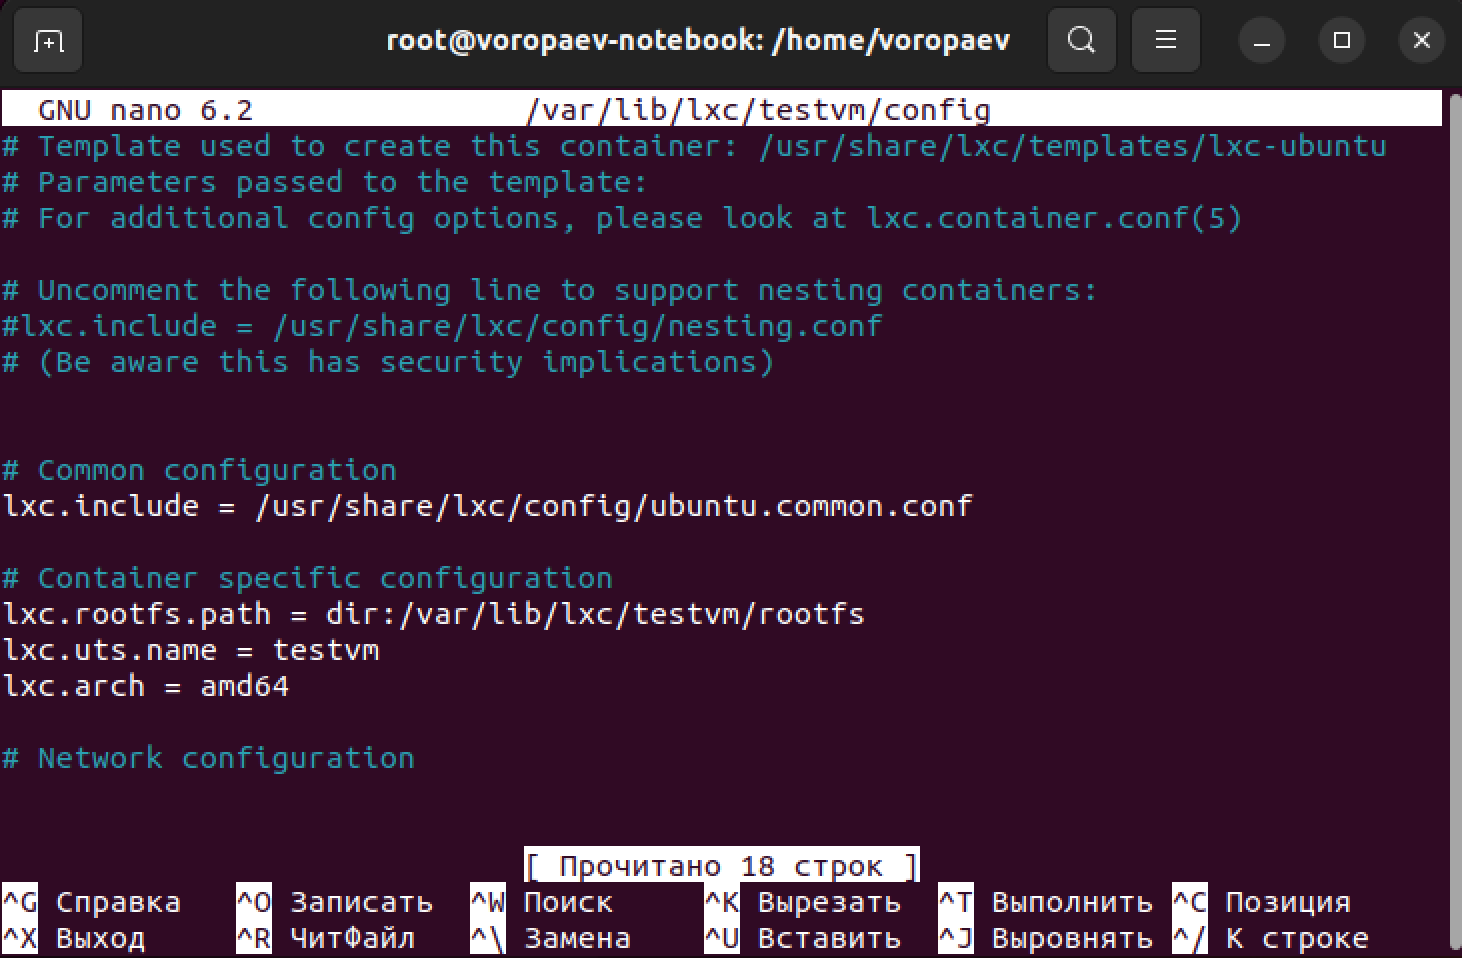 root@voropaev-notebook: /home/voropaev
GNU nano 6.2 /var/lib/lxc/testvm/config
# Template used to create this container: /usr/share/lxc/templates/lxc-ubuntu
# Parameters passed to the template:
# For additional config options, please look at lxc.container.conf(5)
# Uncomment the following line to support nesting containers:
#lxc.include = /usr/share/lxc/config/nesting.conf
# (Be aware this has security implications)
# Common configuration
lxc.include = /usr/share/lxc/config/ubuntu.common.conf
# Container specific configuration
lxc.rootfs.path = dir:/var/lib/lxc/testvm/rootfs
lxc.uts.name = testvm
lxc.arch = amd64
# Network configuration
[ Прочитано 18 строк ]
^G Справка ^O Записать ^W Поиск ^K Вырезать ^T Выполнить ^C Позиция
^X Выход ^R ЧитФайл ^\ Замена ^U Вставить ^J Выровнять ^/ К строке